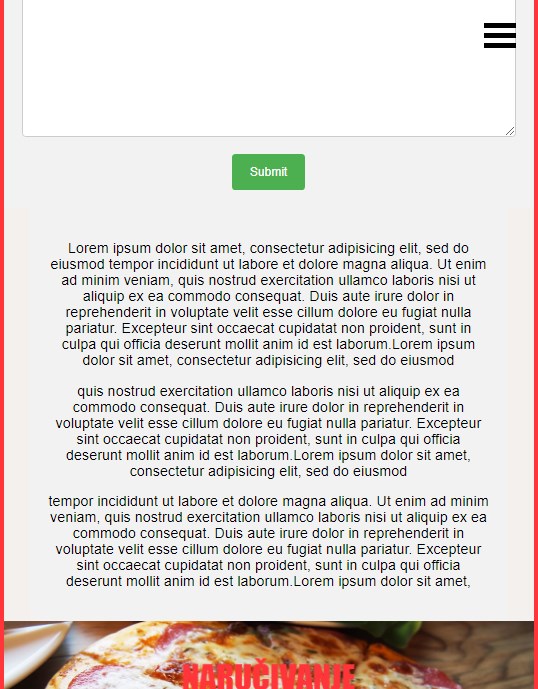 Submit
Lorem ipsum dolor sit amet, consectetur adipisicing elit, sed do
eiusmod tempor incididunt ut labore et dolore magna aliqua. Ut enim
ad minim veniam, quis nostrud exercitation ullamco laboris nisi ut
aliquip ex ea commodo consequat. Duis aute irure dolor in
reprehenderit in voluptate velit esse cillum dolore eu fugiat nulla
pariatur. Excepteur sint occaecat cupidatat non proident, sunt in
culpa qui officia deserunt mollit anim id est laborum.Lorem ipsum
dolor sit amet, consectetur adipisicing elit, sed do eiusmod
quis nostrud exercitation ullamco laboris nisi ut aliquip ex ea
commodo consequat. Duis aute irure dolor in reprehenderit in
voluptate velit esse cillum dolore eu fugiat nulla pariatur. Excepteur
sint occaecat cupidatat non proident, sunt in culpa qui officia
deserunt mollit anim id est laborum.Lorem ipsum dolor sit amet,
consectetur adipisicing elit, sed do eiusmod
tempor incididunt ut labore et dolore magna aliqua. Ut enim ad minim
veniam, quis nostrud exercitation ullamco laboris nisi ut aliquip ex ea
commodo consequat. Duis aute irure dolor in reprehenderit in
voluptate velit esse cillum dolore eu fugiat nulla pariatur. Excepteur
sint occaecat cupidatat non proident, sunt in culpa qui officia
deserunt mollit anim id est laborum.Lorem ipsum dolor sit amet,
NARUČIVANJE